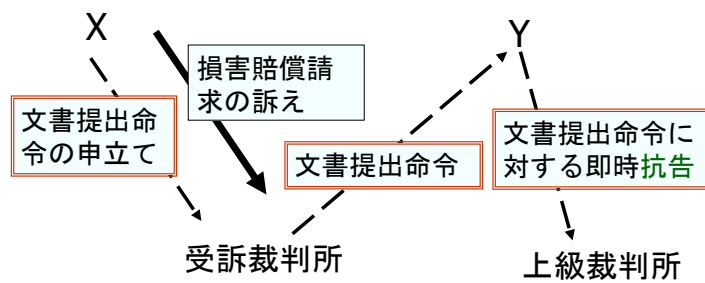 X
Y
損害賠償請
求の訴え
文書提出命
令の申立て
文書提出命令
文書提出命令に
対する即時抗告
受訴裁判所
上級裁判所